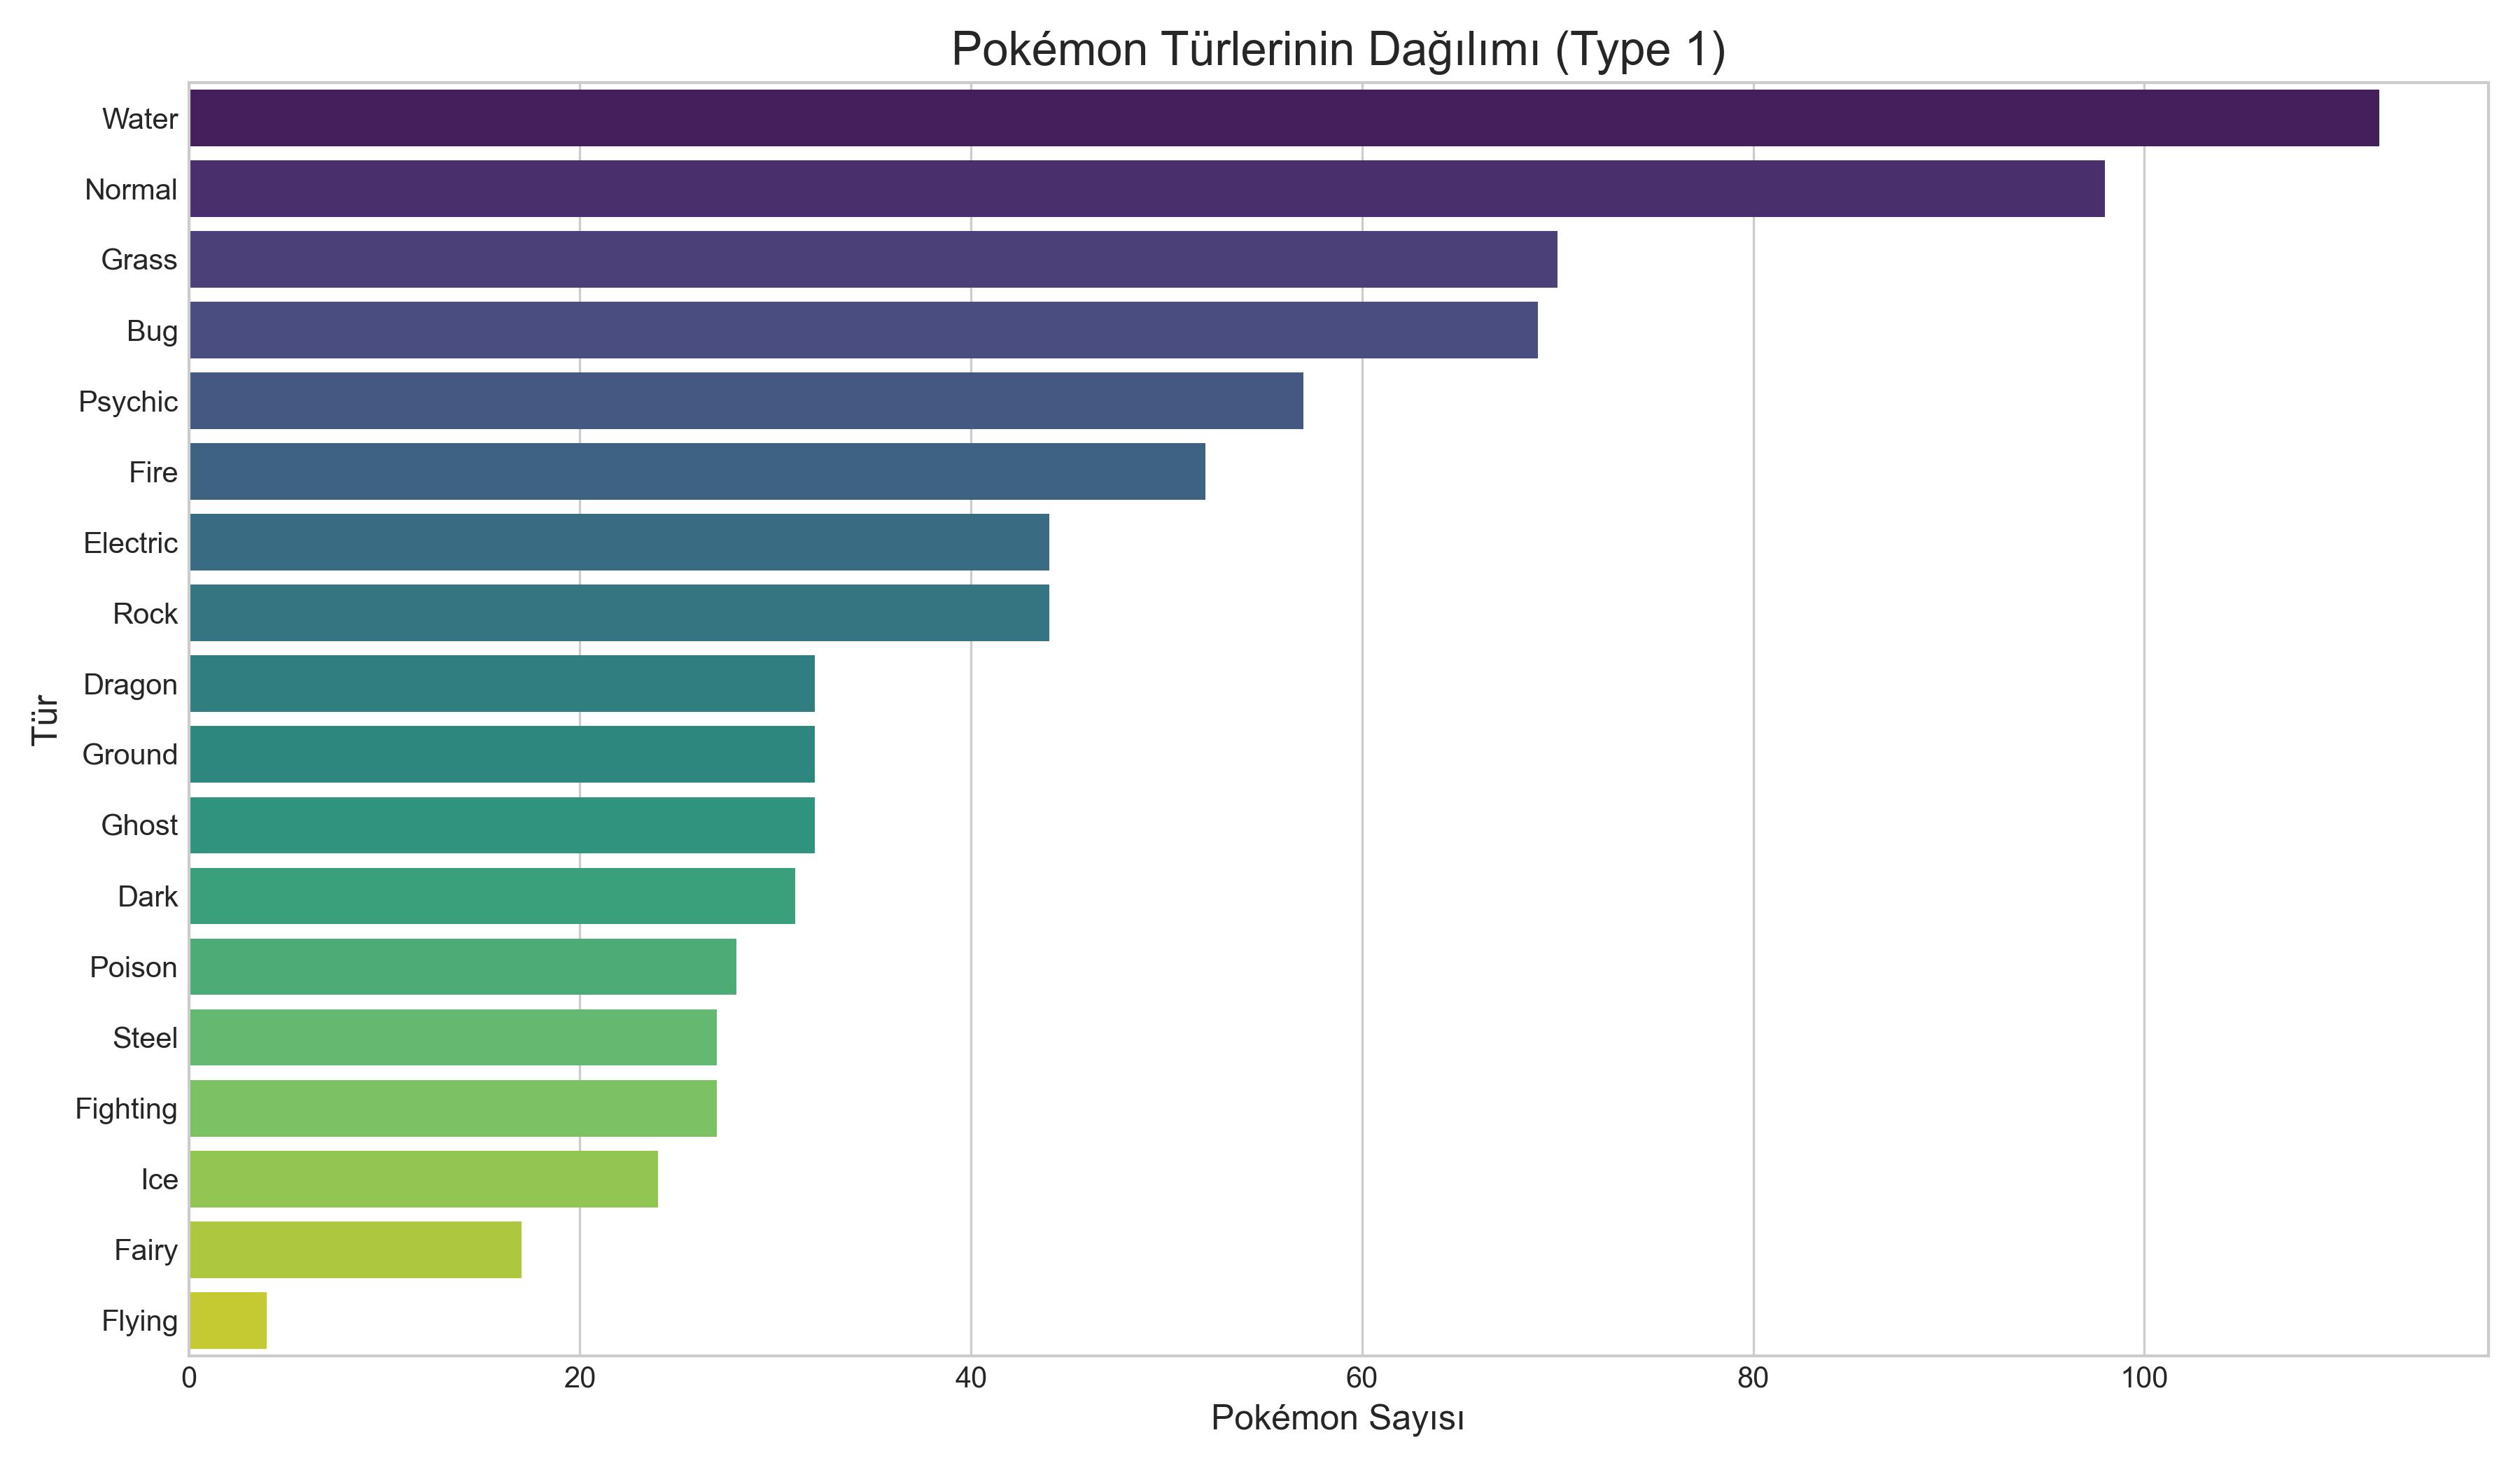 Pokémon Türlerinin Dağılımı (Type 1)
Water
Normal
Grass
Bug
Psychic
Fire
Electric
Rock
Dragon
Ground
Ghost
Dark
Poison
Steel
Fighting
Ice
Fairy
Flying
Tür
0 20 40 60 80 100
Pokémon Sayısı